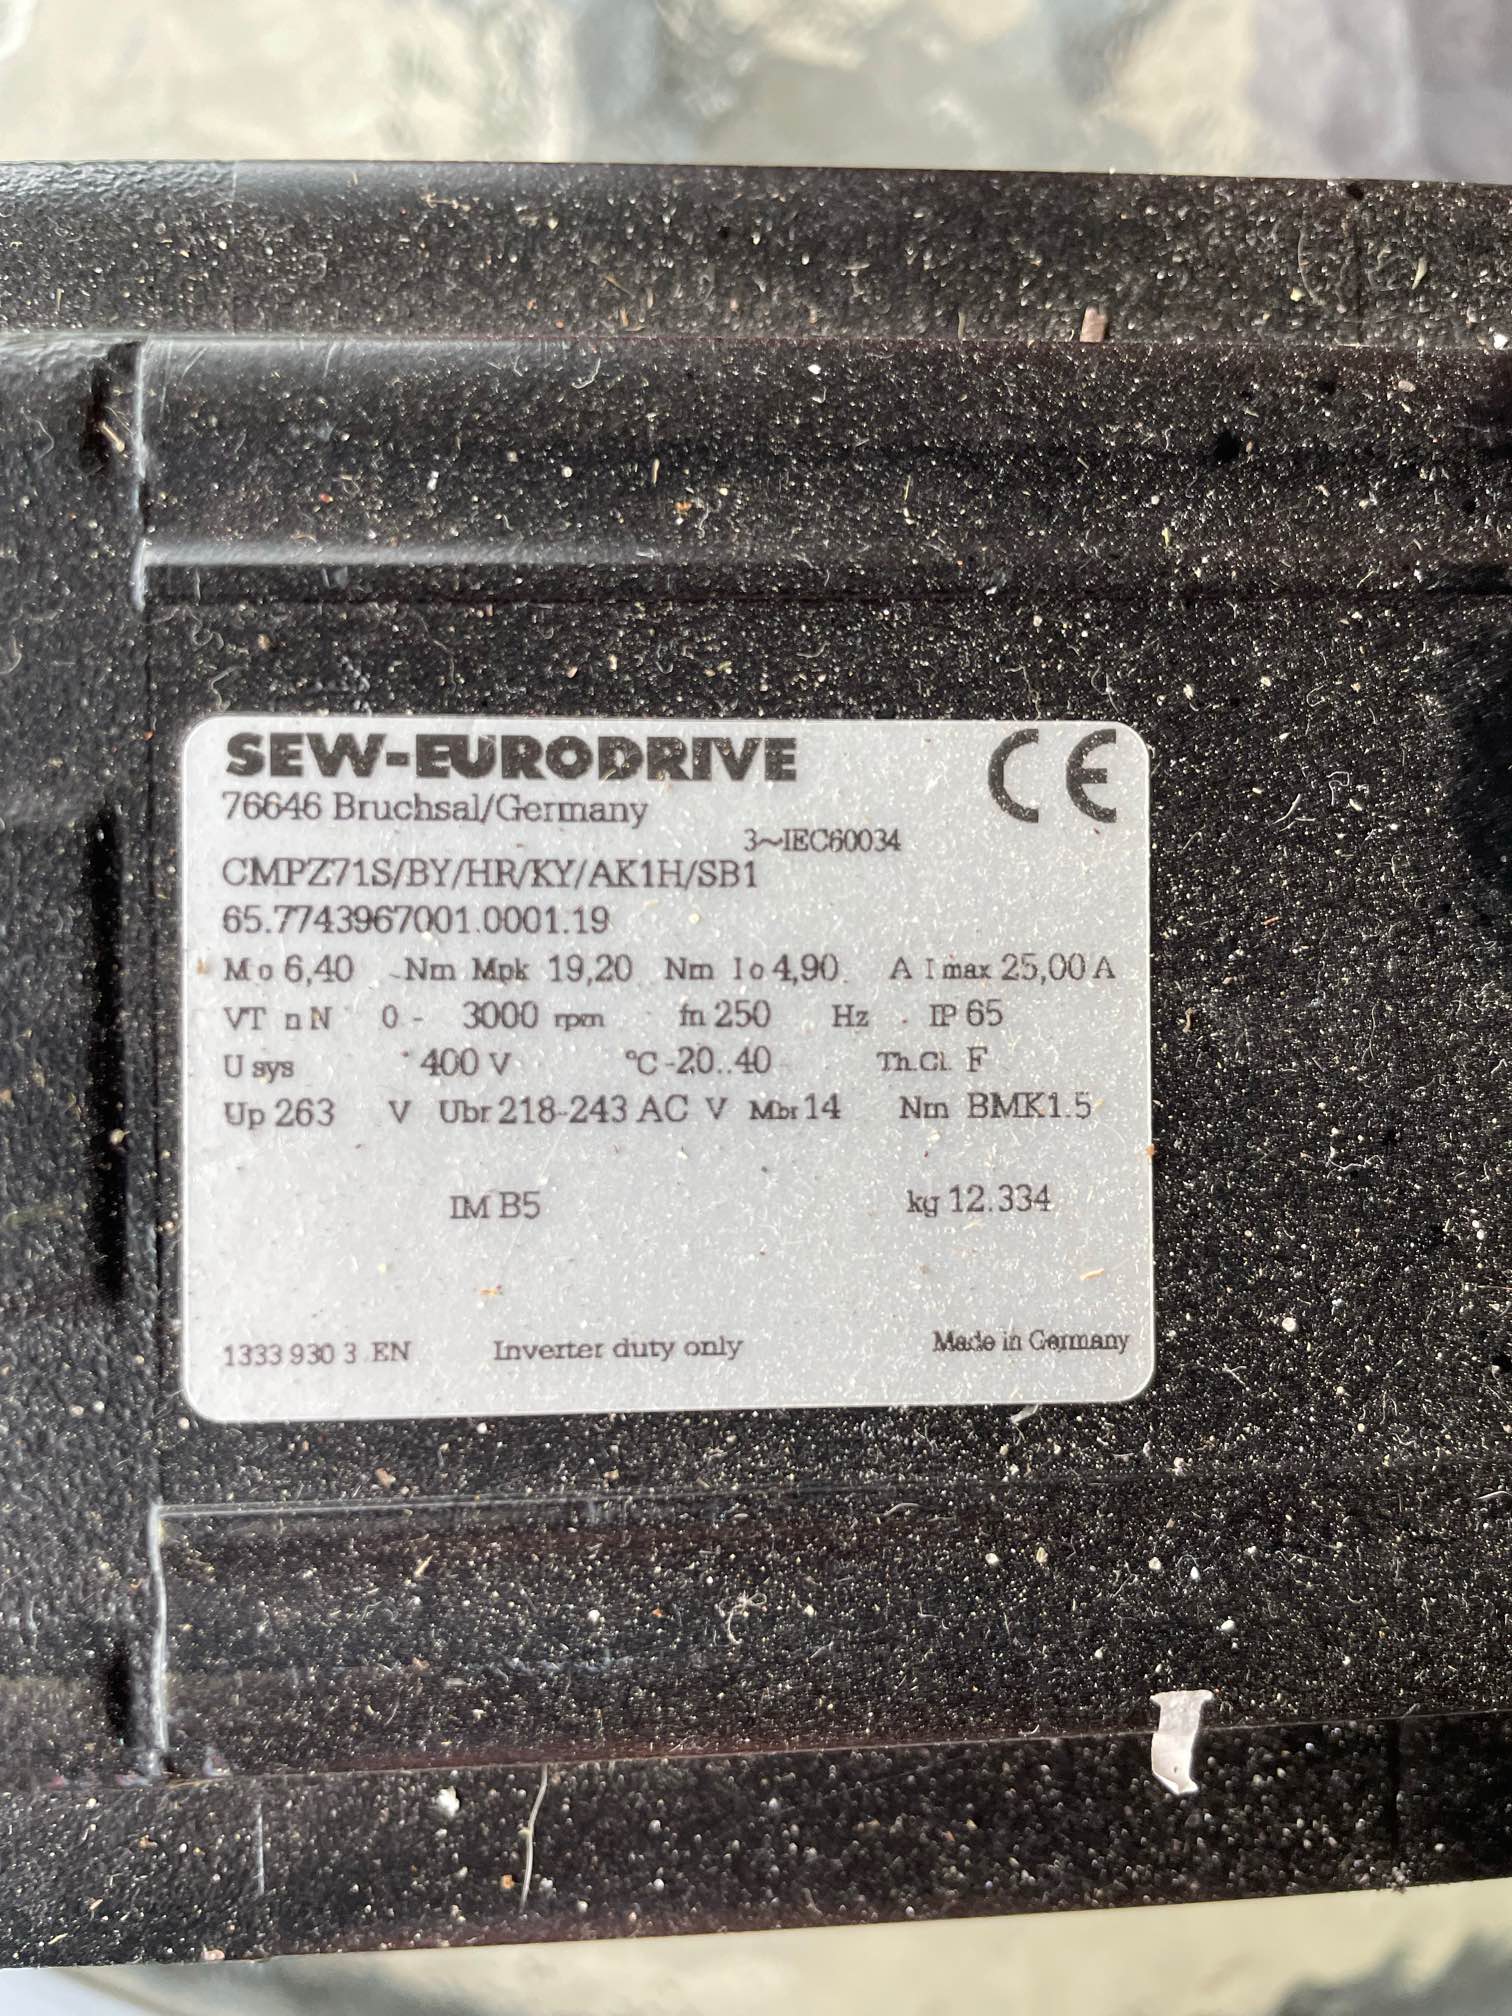 SEW-EURODRIVE CE
76646 Bruchsal/Germany
3~IEC60034
CMPZ71S/BY/HR/KY/AK1H/SB1
65.7743967001.0001.19
Mo 6,40 Nm Mpk 19,20 Nm Io 4,90 A Imax 25,00 A
VT nN 0 - 3000 rpm fn 250 Hz IP 65
U sys 400 V °C -20..40 Th.Cl. F
Up 263 V Ubr 218-243 AC V Mbr 14 Nm BMK1.5
IM B5 kg 12.334
1333 930 3 EN Inverter duty only Made in Germany